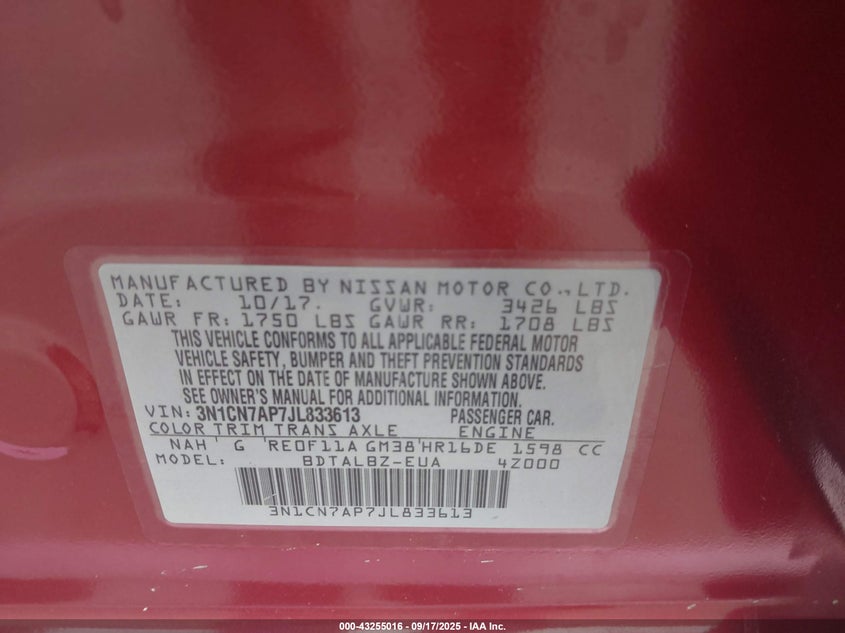 MANUFACTURED BY NISSAN MOTOR CO.,LTD.
DATE: 10/17. GVWR: 3426 LBS
GAWR FR: 1750 LBS GAWR RR: 1708 LBS
THIS VEHICLE CONFORMS TO ALL APPLICABLE FEDERAL MOTOR
VEHICLE SAFETY, BUMPER AND THEFT PREVENTION STANDARDS
IN EFFECT ON THE DATE OF MANUFACTURE SHOWN ABOVE.
SEE OWNER'S MANUAL FOR ADDITIONAL INFORMATION.
VIN: 3N1CN7AP7JL833613 PASSENGER CAR.
COLOR TRIM TRANS AXLE ENGINE
NAH ' G 'RE0F11A GM38'HR16DE 1598 CC
MODEL: BDTALBZ-EUA 4Z000
3N1CN7AP7JL833613
000-43255016 - 09/17/2025 - IAA Inc.